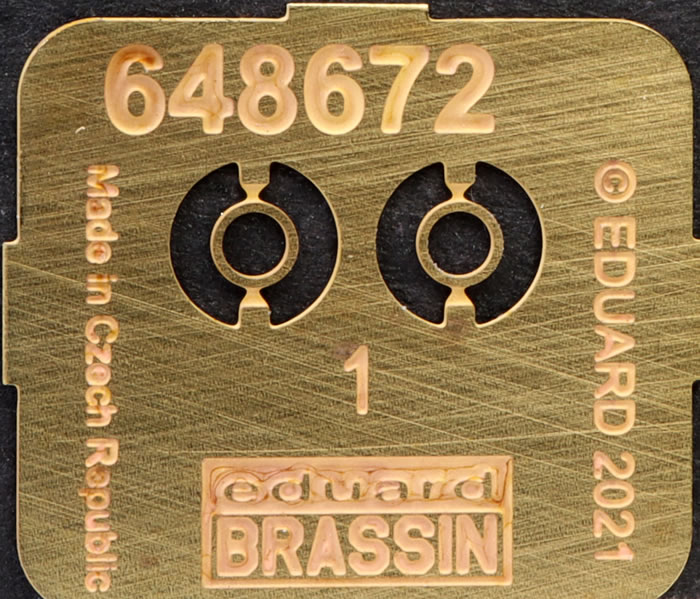 648672
Made in Czech Republic
© EDUARD 2021
1
eduard
BRASSIN